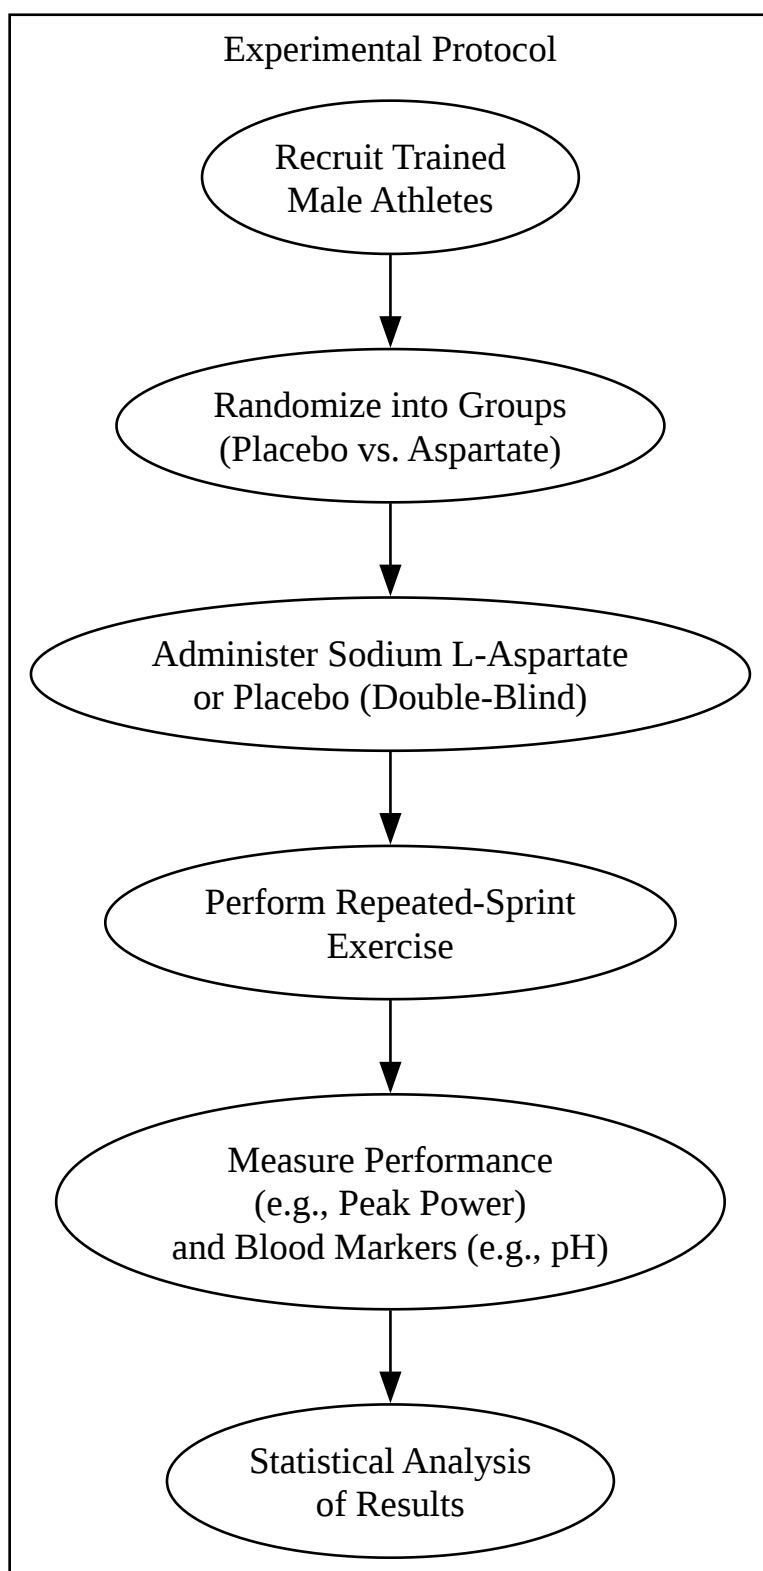 Experimental Protocol
Recruit Trained
Male Athletes
Randomize into Groups
(Placebo vs. Aspartate)
Administer Sodium L-Aspartate
or Placebo (Double-Blind)
Perform Repeated-Sprint
Exercise
Measure Performance
(e.g., Peak Power)
and Blood Markers (e.g., pH)
Statistical Analysis
of Results